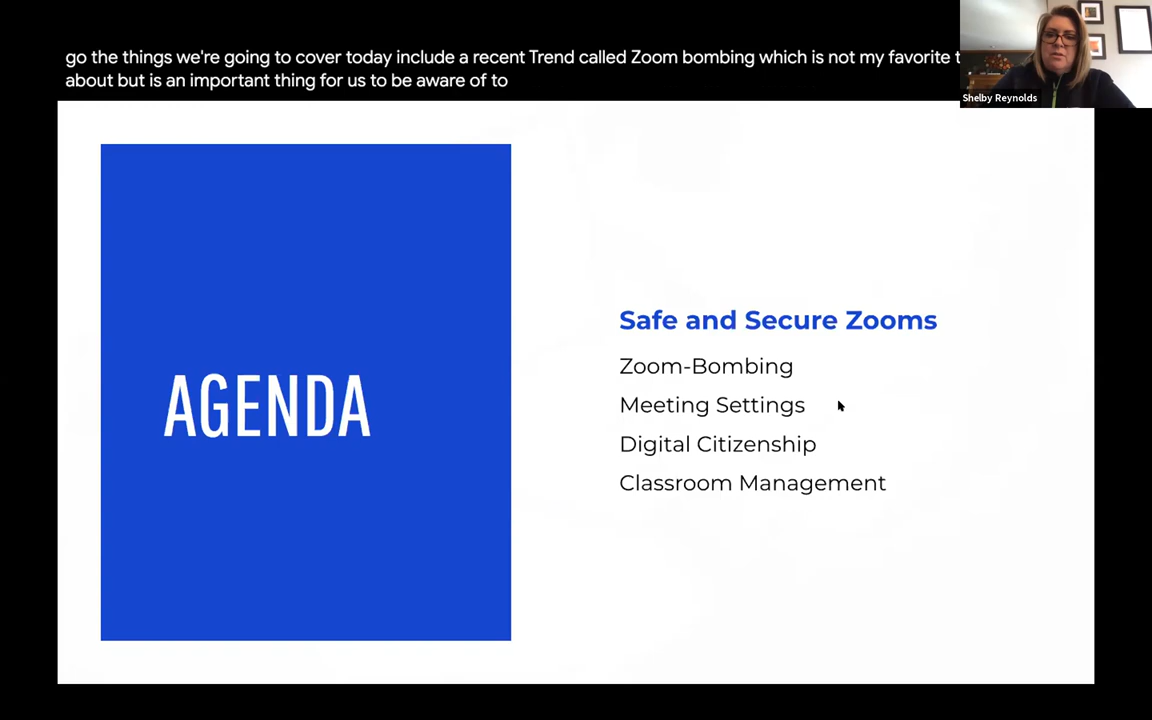 go the things we're going to cover today include a recent Trend called Zoom bombing which is not my favorite
about but is an important thing for us to be aware of to
Shelby Reynolds
AGENDA
Safe and Secure Zooms
Zoom-Bombing
Meeting Settings
Digital Citizenship
Classroom Management